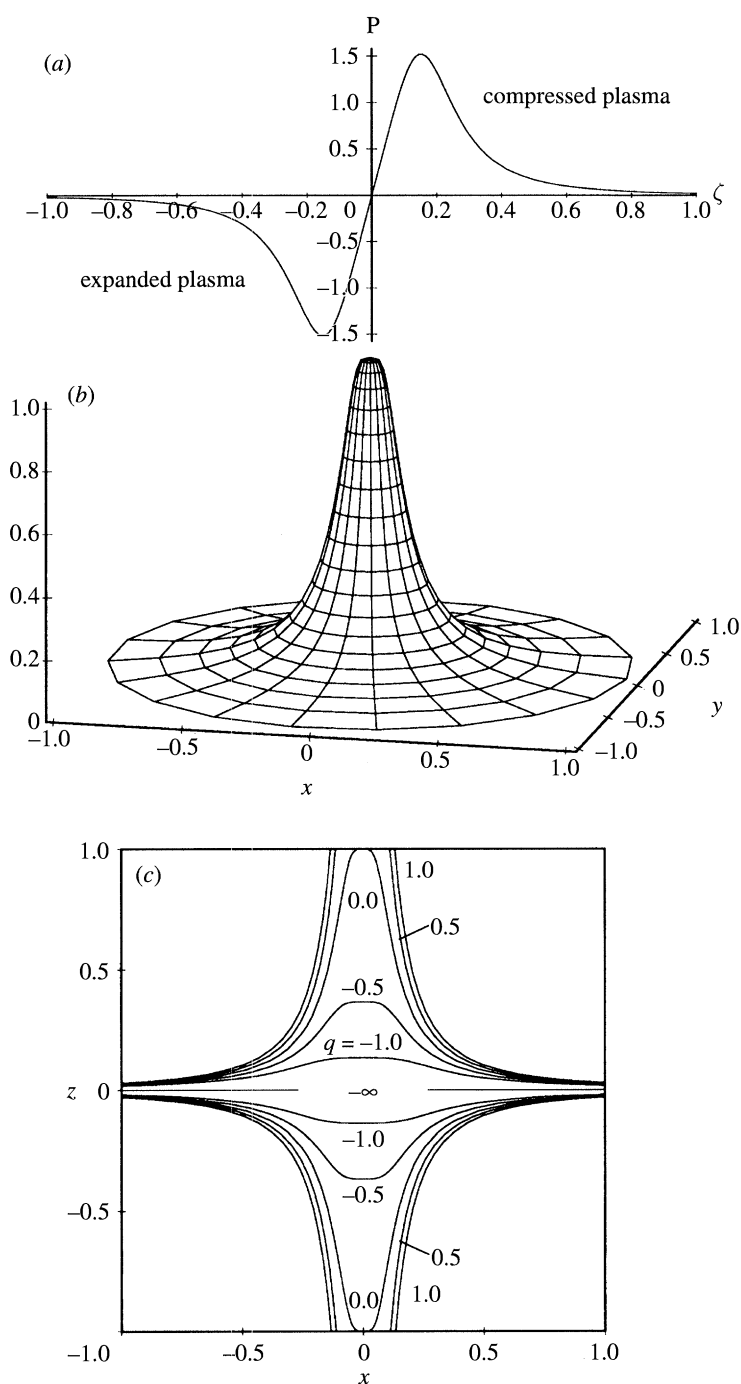 P
(a)
1.5
compressed plasma
1.0
0.5
−1.0 −0.8 −0.6 −0.4 −0.2 0 0.2 0.4 0.6 0.8 1.0 ζ
−0.5
expanded plasma
−1.0
−1.5
(b)
1.0
0.8
0.6
0.4
0.2
0
−1.0 −0.5 0 0.5 1.0
x
1.0
0.5
0
−0.5
−1.0
y
(c)
1.0
0.5
z 0
−0.5
−1.0 −0.5 0 0.5 1.0
x
1.0
0.0
0.5
−0.5
q = −1.0
−∞
−1.0
−0.5
0.5
0.0 1.0